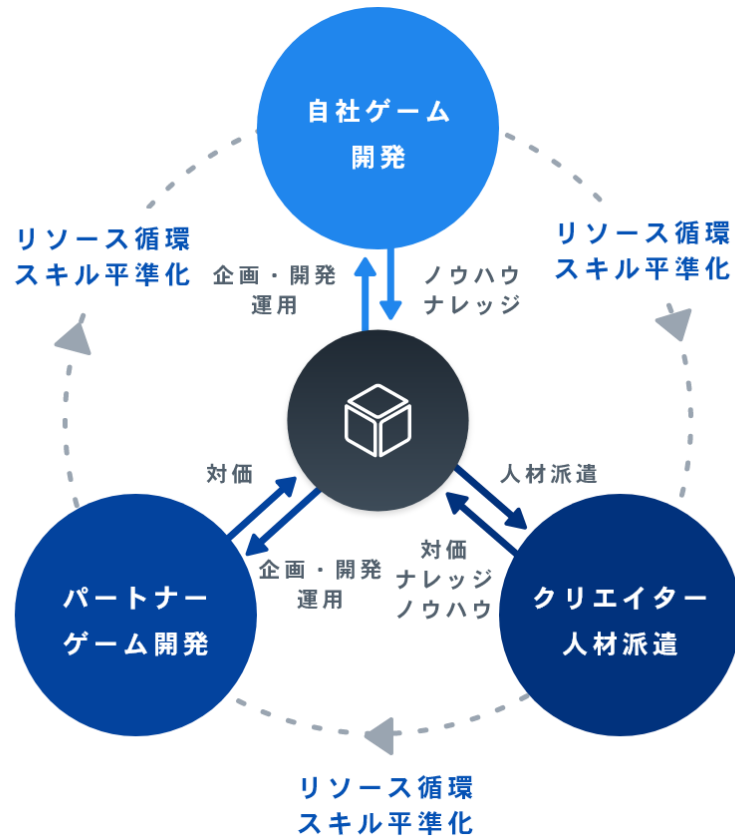 自社ゲーム
開発
リソース循環
スキル平準化
リソース循環
スキル平準化
企画・開発
運用
ノウハウ
ナレッジ
対価
人材派遣
企画・開発
運用
対価
ナレッジ
ノウハウ
パートナー
ゲーム開発
クリエイター
人材派遣
リソース循環
スキル平準化